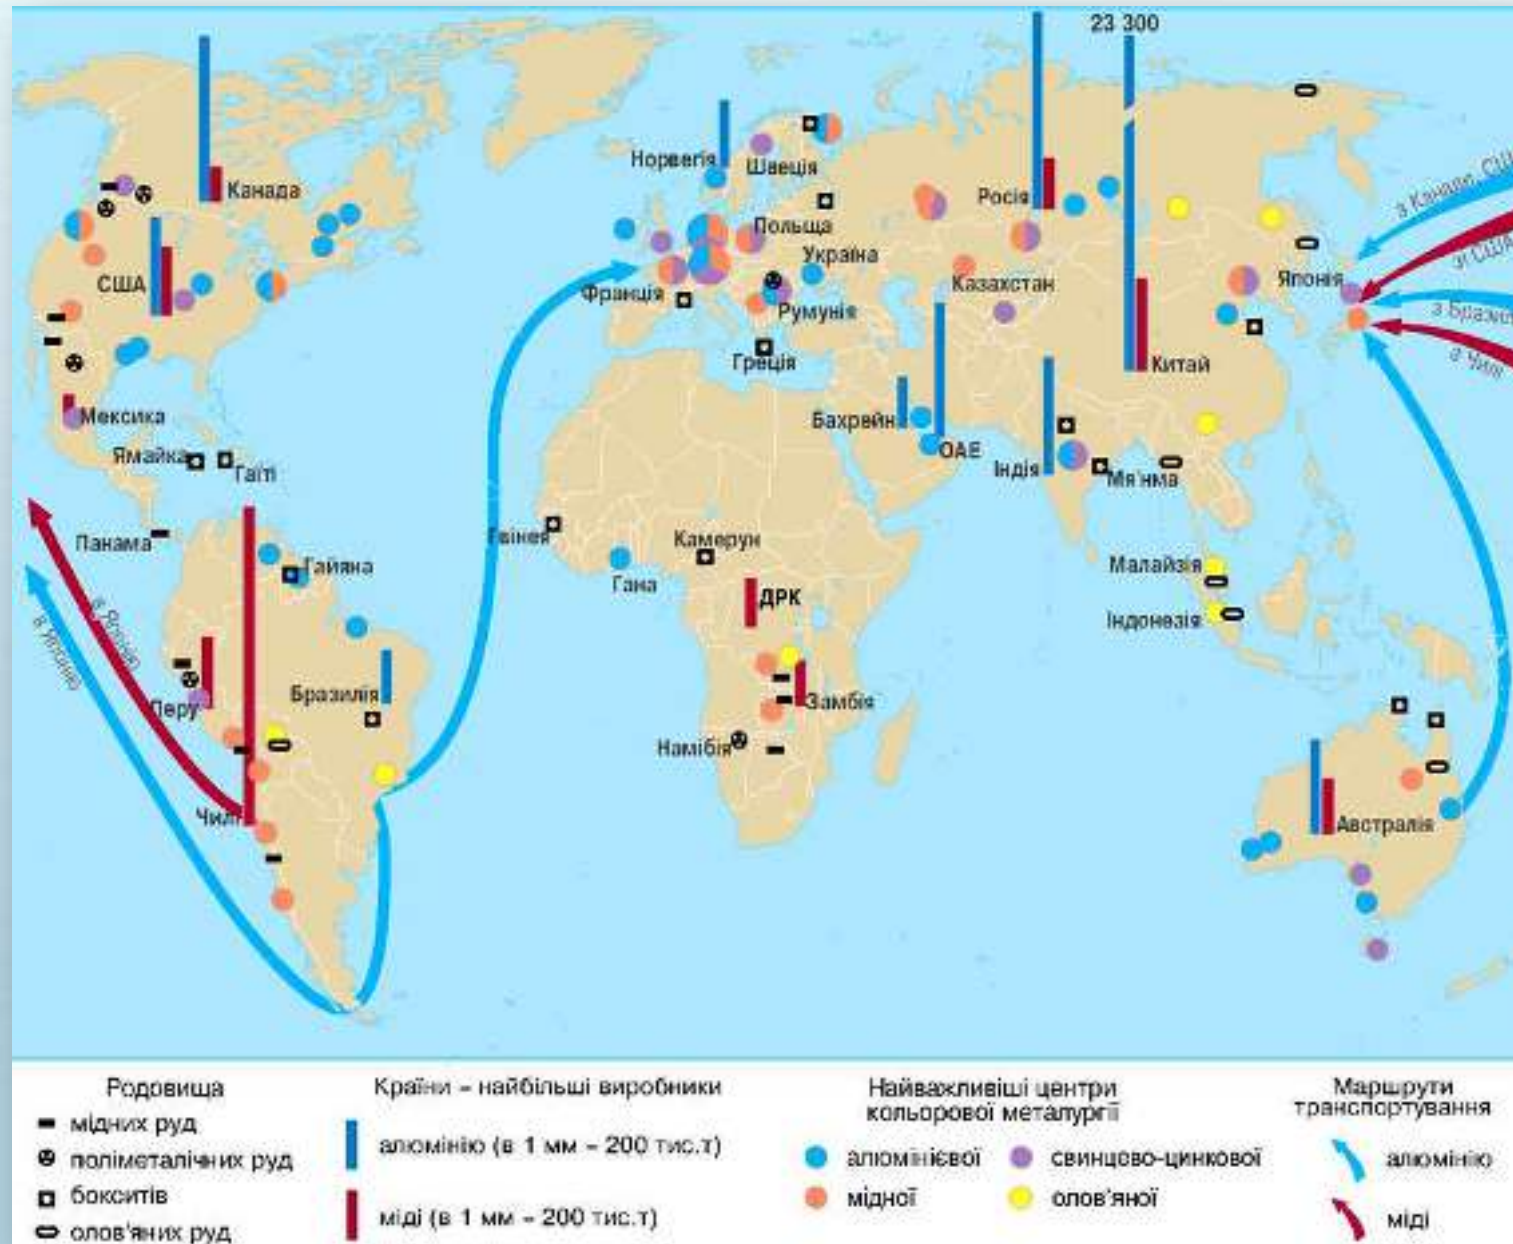 23 300
Норвегія
Швеція
Канада
Росія
Польща
Україна
США
Франція
Казахстан
Японія
Румунія
Греція
Китай
Мексика
Бахрейн
ОАЕ
Індія
М'янма
Ямайка
Гаїті
Панама
Гвінея
Камерун
Гайяна
Гана
Малайзія
ДРК
Індонезія
Перу
Бразилія
Замбія
Намібія
Чилі
Австралія
в Японію
в Японію
з Канади, США
зі США
з Бразил
з Чилі
Родовища
мідних руд
поліметалічних руд
бокситів
олов'яних руд
Країни – найбільші виробники
алюмінію (в 1 мм – 200 тис.т)
міді (в 1 мм – 200 тис.т)
Найважливіші центри
кольорової металургії
алюмінієвої
мідної
свинцево-цинкової
олов'яної
Маршрути
транспортування
алюмінію
міді